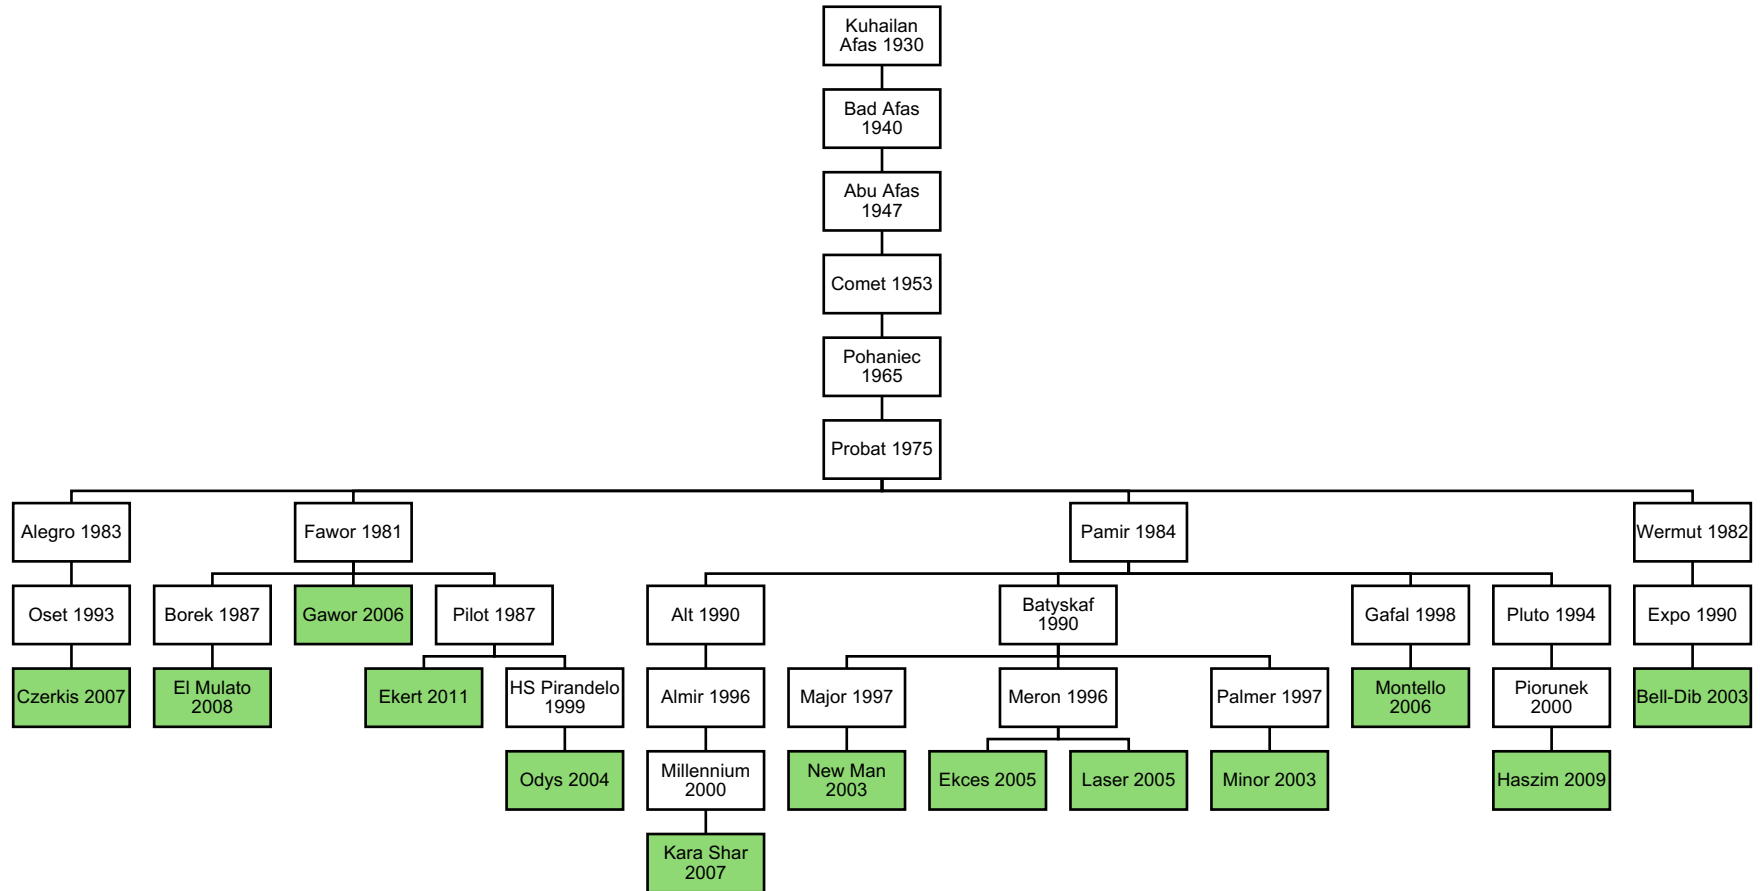 Kuhailan
Afas 1930
Bad Afas
1940
Abu Afas
1947
Comet 1953
Pohaniec
1965
Probat 1975
Alegro 1983
Fawor 1981
Pamir 1984
Wermut 1982
Oset 1993
Borek 1987
Gawor 2006
Pilot 1987
Alt 1990
Batyskaf
1990
Gafal 1998
Pluto 1994
Expo 1990
Czerkis 2007
El Mulato
2008
Ekert 2011
HS Pirandelo
1999
Almir 1996
Major 1997
Meron 1996
Palmer 1997
Montello
2006
Piorunek
2000
Bell-Dib 2003
Odys 2004
Millennium
2000
New Man
2003
Ekces 2005
Laser 2005
Minor 2003
Haszim 2009
Kara Shar
2007